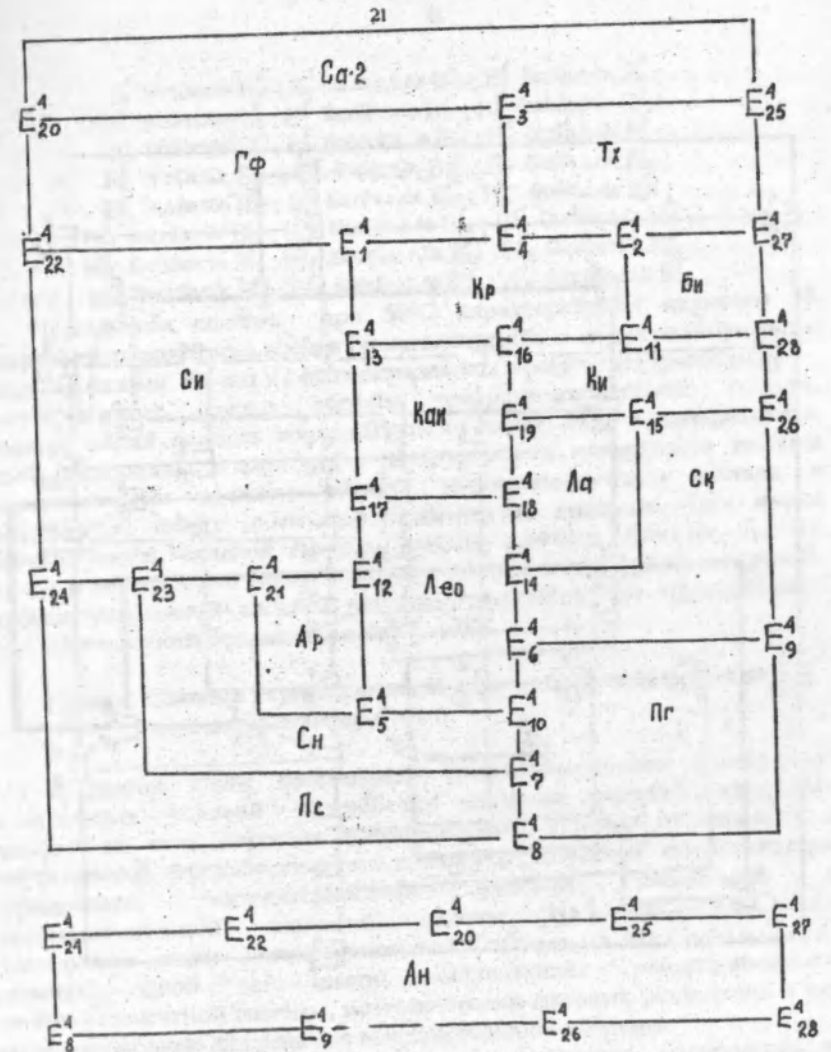 21
Са-2
E⁴₂₀ E⁴₃ E⁴₂₅
Гф Тх
E⁴₂₂ E⁴₁ E⁴₄ E⁴₂ E⁴₂₇
Кр Би
E⁴₁₃ E⁴₁₆ E⁴₁₁ E⁴₂₈
Си Каи Ки
E⁴₁₉ E⁴₁₅ E⁴₂₆
E⁴₁₇ E⁴₁₈ Ла Ск
E⁴₂₄ E⁴₂₃ E⁴₂₁ E⁴₁₂ Лео E⁴₁₄
Ар E⁴₆ E⁴₉
E⁴₅ E⁴₁₀ Пг
Сн
E⁴₇
Пс
E⁴₈
E⁴₂₄ E⁴₂₂ E⁴₂₀ E⁴₂₅ E⁴₂₇
Ан
E⁴₈ E⁴₉ E⁴₂₆ E⁴₂₈